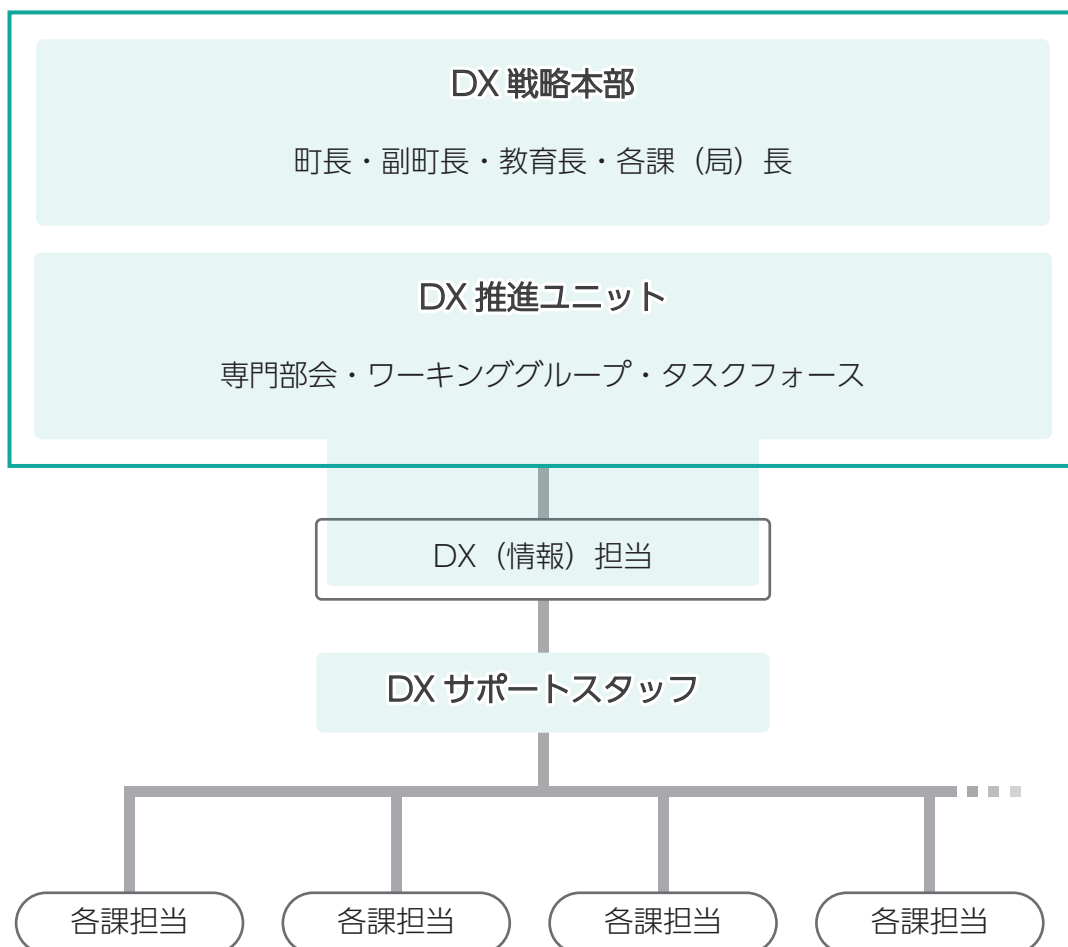 DX 戦略本部
町長・副町長・教育長・各課（局）長
DX 推進ユニット
専門部会・ワーキンググループ・タスクフォース
DX（情報）担当
DX サポートスタッフ
各課担当
各課担当
各課担当
各課担当